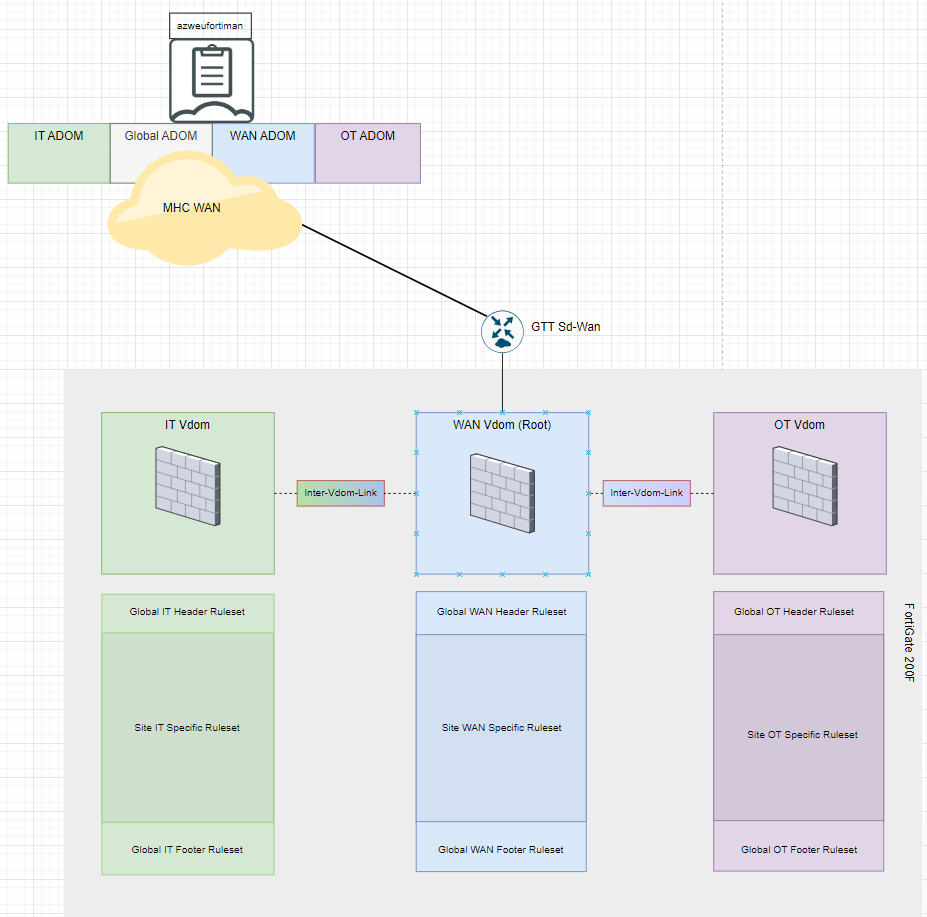 azweufortiman
IT ADOM
Global ADOM
WAN ADOM
OT ADOM
MHC WAN
GTT Sd-Wan
IT Vdom
WAN Vdom (Root)
OT Vdom
Inter-Vdom-Link
Inter-Vdom-Link
Global IT Header Ruleset
Global WAN Header Ruleset
Global OT Header Ruleset
FortiGate 200F
Site IT Specific Ruleset
Site WAN Specific Ruleset
Site OT Specific Ruleset
Global IT Footer Ruleset
Global WAN Footer Ruleset
Global OT Footer Ruleset